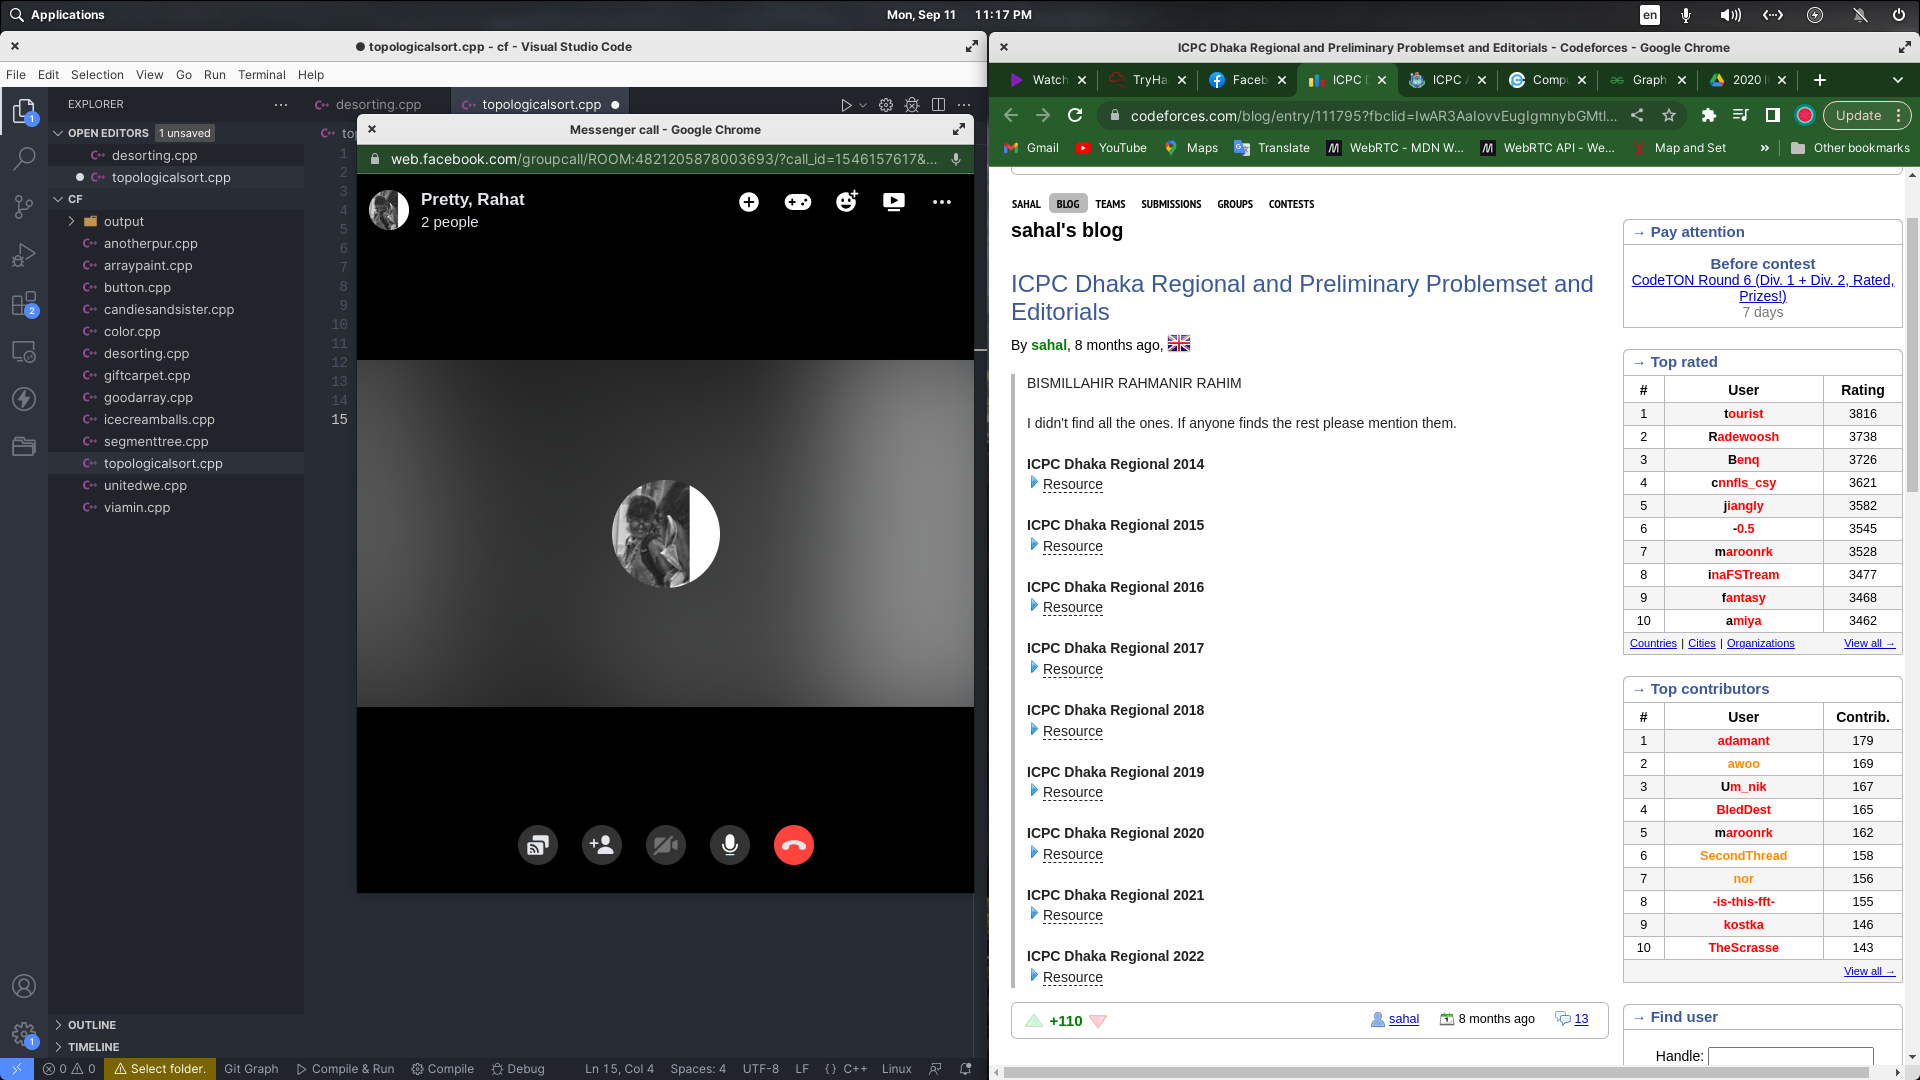 Applications
Mon, Sep 11 11:17 PM
en
topologicalsort.cpp - cf - Visual Studio Code
File Edit Selection View Go Run Terminal Help
EXPLORER
OPEN EDITORS 1 unsaved
desorting.cpp
topologicalsort.cpp
CF
output
anotherpur.cpp
arraypaint.cpp
button.cpp
candiesandsister.cpp
color.cpp
desorting.cpp
giftcarpet.cpp
goodarray.cpp
icecreamballs.cpp
segmenttree.cpp
topologicalsort.cpp
unitedwe.cpp
viamin.cpp
OUTLINE
TIMELINE
1
2
1
desorting.cpp topologicalsort.cpp
1
2
3
4
5
6
7
8
9
10
11
12
13
14
15
Messenger call - Google Chrome
web.facebook.com/groupcall/ROOM:4821205878003693/?call_id=1546157617&...
Pretty, Rahat
2 people
0 0 Select folder. Git Graph Compile & Run Compile Debug Ln 15, Col 4 Spaces: 4 UTF-8 LF {} C++ Linux
ICPC Dhaka Regional and Preliminary Problemset and Editorials - Codeforces - Google Chrome
Watch TryHa Faceb ICPC ICPC Comp Graph 2020
codeforces.com/blog/entry/111795?fbclid=IwAR3AaIovvEugIgmnybGMtI... Update
Gmail YouTube Maps Translate WebRTC - MDN W... WebRTC API - We... Map and Set » Other bookmarks
SAHAL BLOG TEAMS SUBMISSIONS GROUPS CONTESTS
sahal's blog
ICPC Dhaka Regional and Preliminary Problemset and
Editorials
By sahal, 8 months ago,
BISMILLAHIR RAHMANIR RAHIM
I didn't find all the ones. If anyone finds the rest please mention them.
ICPC Dhaka Regional 2014
Resource
ICPC Dhaka Regional 2015
Resource
ICPC Dhaka Regional 2016
Resource
ICPC Dhaka Regional 2017
Resource
ICPC Dhaka Regional 2018
Resource
ICPC Dhaka Regional 2019
Resource
ICPC Dhaka Regional 2020
Resource
ICPC Dhaka Regional 2021
Resource
ICPC Dhaka Regional 2022
Resource
+110 sahal 8 months ago 13
→ Pay attention
Before contest
CodeTON Round 6 (Div. 1 + Div. 2, Rated,
Prizes!)
7 days
→ Top rated
# User Rating
1 tourist 3816
2 Radewoosh 3738
3 Benq 3726
4 cnnfls_csy 3621
5 jiangly 3582
6 -0.5 3545
7 maroonrk 3528
8 inaFSTream 3477
9 fantasy 3468
10 amiya 3462
Countries | Cities | Organizations View all →
→ Top contributors
# User Contrib.
1 adamant 179
2 awoo 169
3 Um_nik 167
4 BledDest 165
5 maroonrk 162
6 SecondThread 158
7 nor 156
8 -is-this-fft- 155
9 kostka 146
10 TheScrasse 143
View all →
→ Find user
Handle: